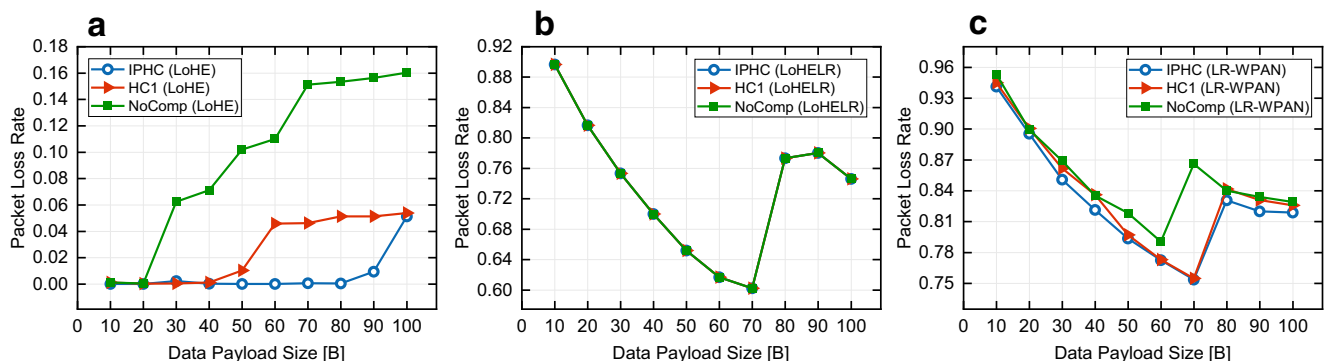 a
0.18
0.16
0.14
0.12
0.10
0.08
0.06
0.04
0.02
0.00
Packet Loss Rate
IPHC (LoHE)
HC1 (LoHE)
NoComp (LoHE)
0 10 20 30 40 50 60 70 80 90 100
Data Payload Size [B]
b
0.92
0.88
0.84
0.80
0.76
0.72
0.68
0.64
0.60
Packet Loss Rate
IPHC (LoHELR)
HC1 (LoHELR)
NoComp (LoHELR)
0 10 20 30 40 50 60 70 80 90 100
Data Payload Size [B]
c
0.96
0.93
0.90
0.87
0.84
0.81
0.78
0.75
Packet Loss Rate
IPHC (LR-WPAN)
HC1 (LR-WPAN)
NoComp (LR-WPAN)
0 10 20 30 40 50 60 70 80 90 100
Data Payload Size [B]